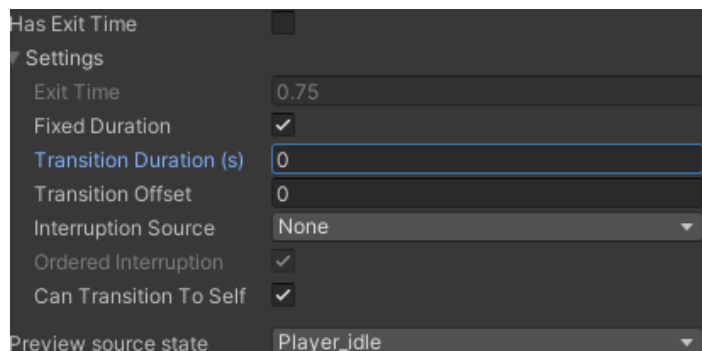 Has Exit Time
Settings
Exit Time 0.75
Fixed Duration
Transition Duration (s) 0
Transition Offset 0
Interruption Source None
Ordered Interruption
Can Transition To Self
Preview source state Player_idle